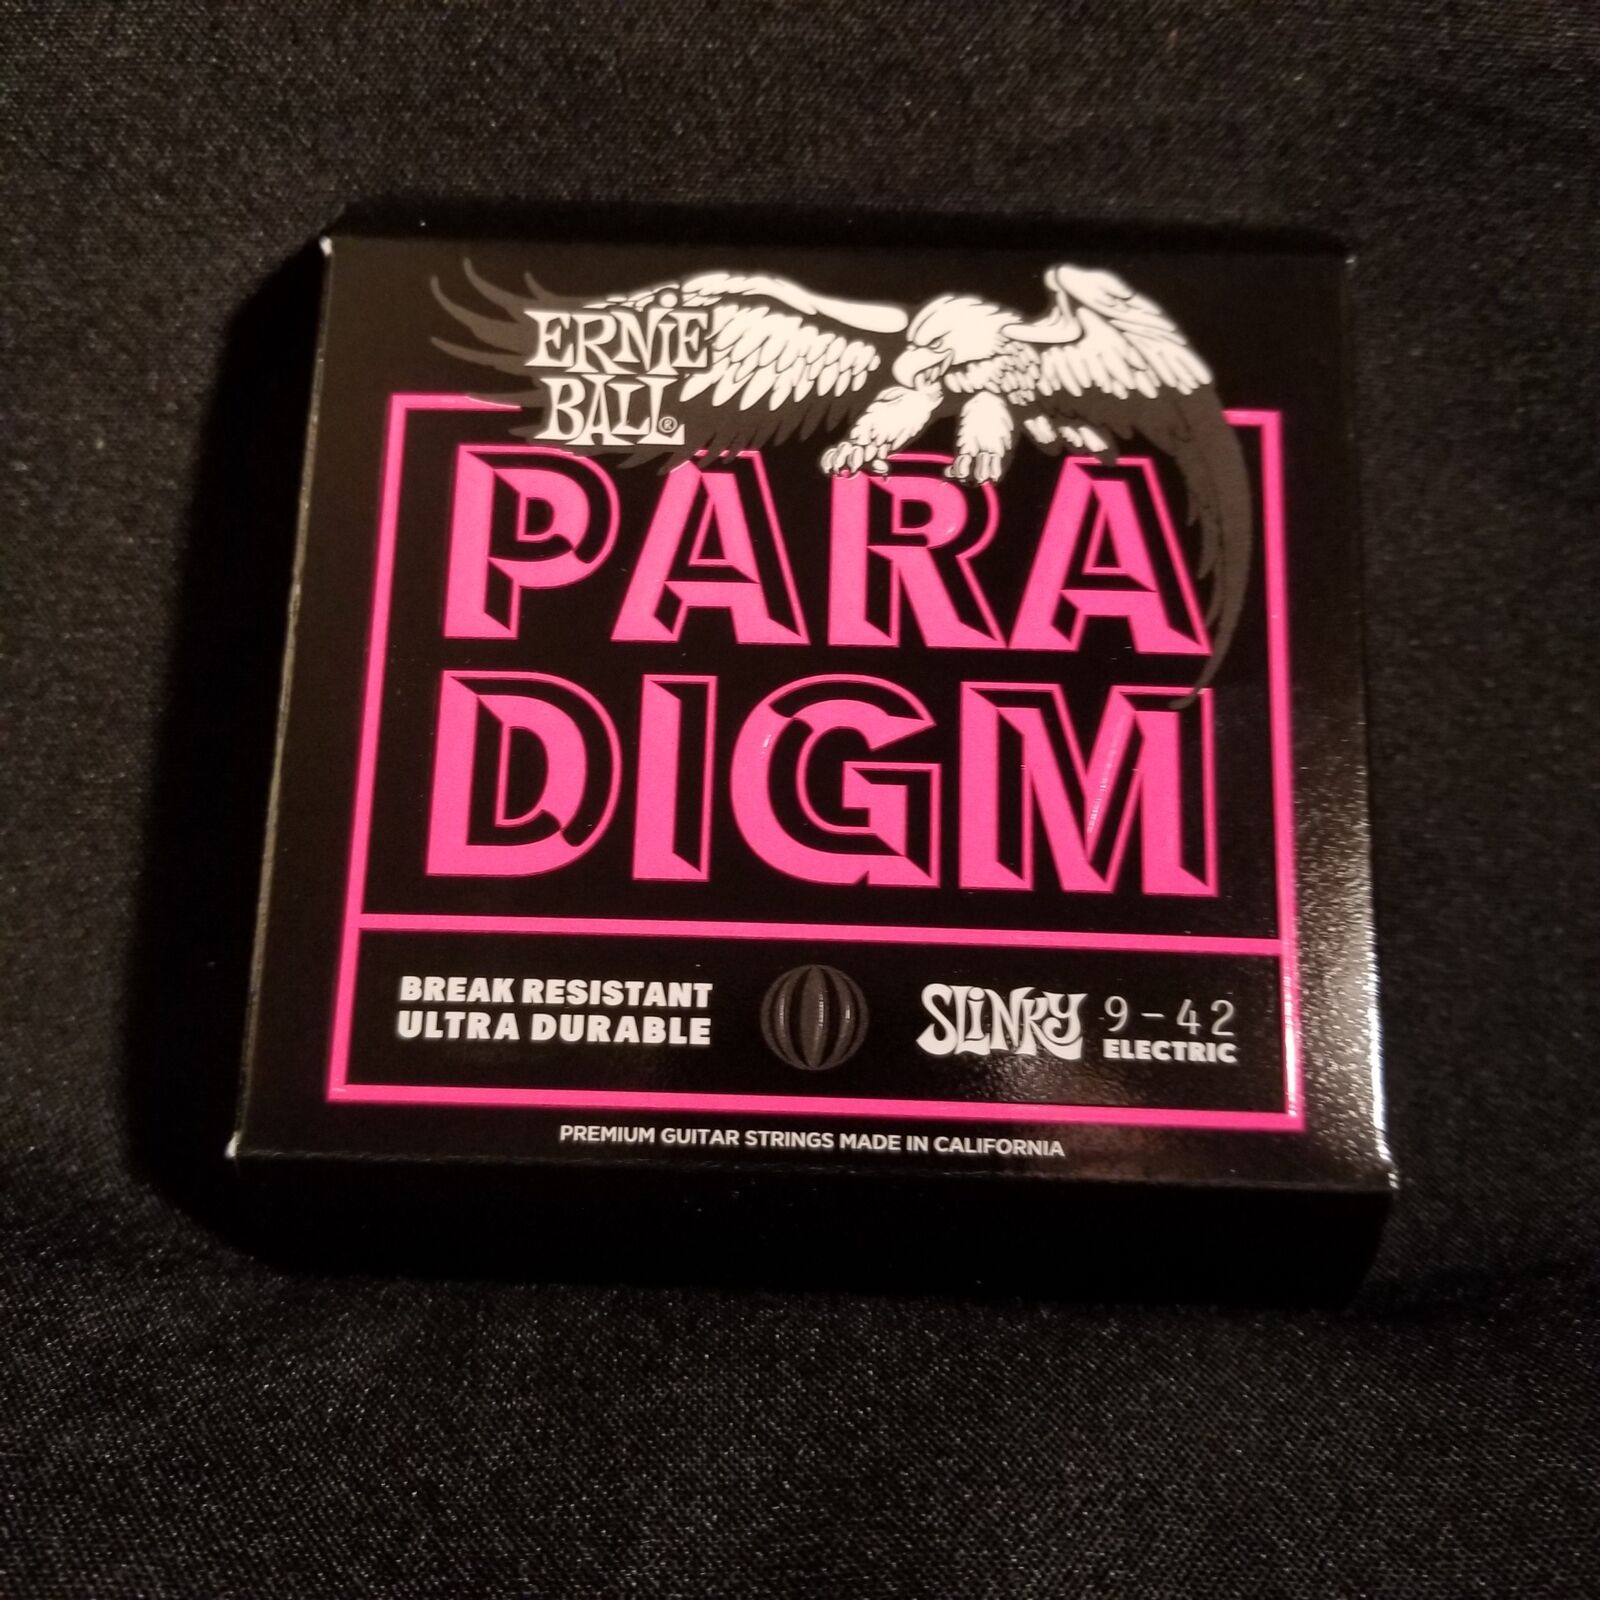 ERNIE
BALL®
PARA
DIGM
BREAK RESISTANT
ULTRA DURABLE
SLINKY 9-42
ELECTRIC
PREMIUM GUITAR STRINGS MADE IN CALIFORNIA